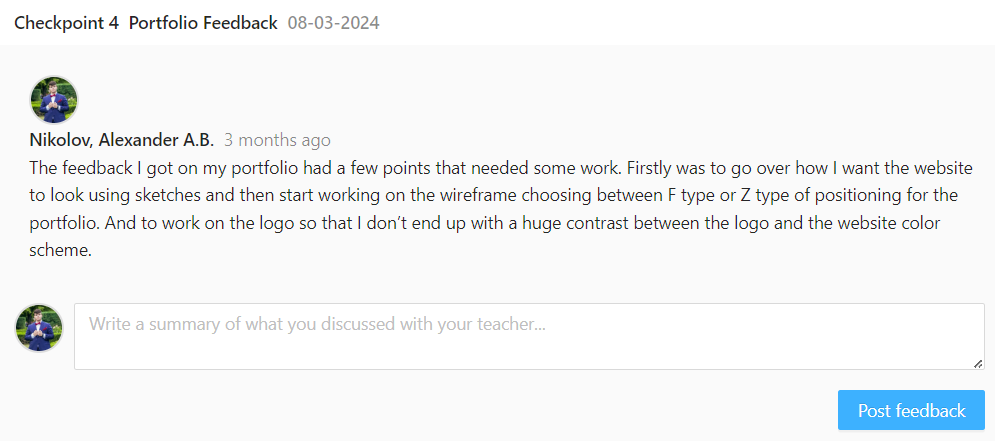 Checkpoint 4 Portfolio Feedback 08-03-2024
Nikolov, Alexander A.B. 3 months ago
The feedback I got on my portfolio had a few points that needed some work. Firstly was to go over how I want the website
to look using sketches and then start working on the wireframe choosing between F type or Z type of positioning for the
portfolio. And to work on the logo so that I don’t end up with a huge contrast between the logo and the website color
scheme.
Write a summary of what you discussed with your teacher...
Post feedback